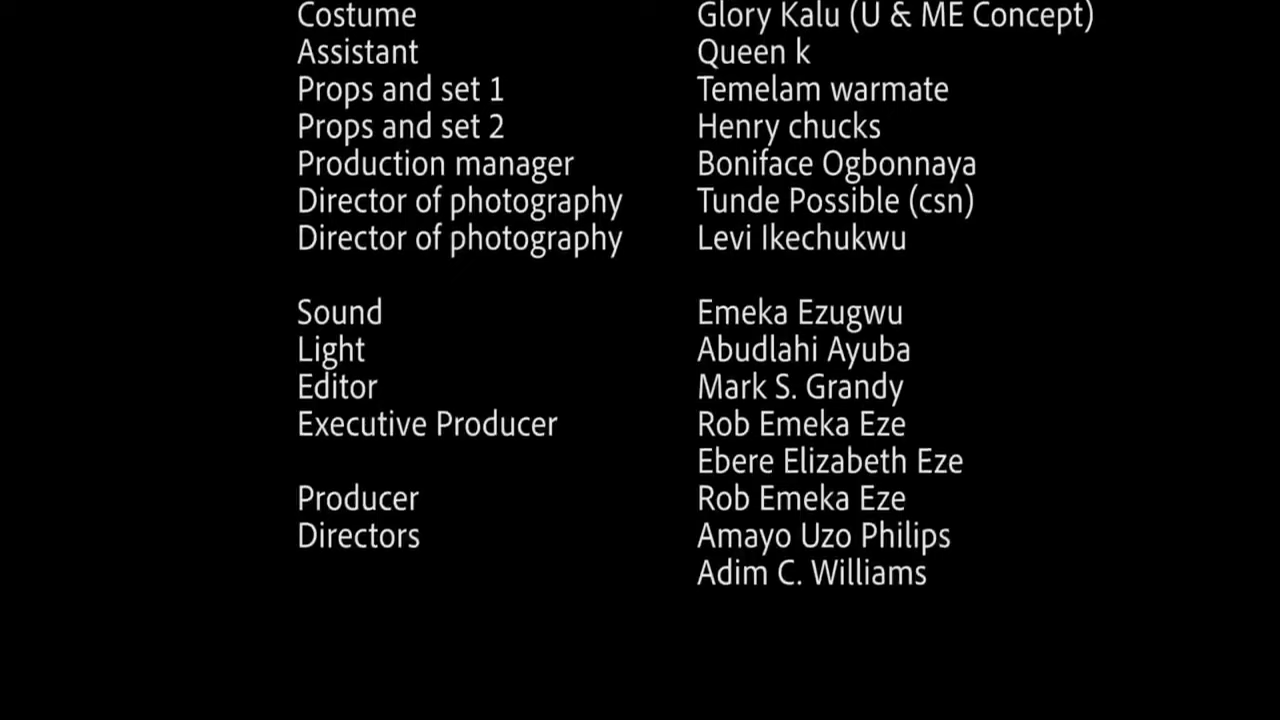 Costume Glory Kalu (U & ME Concept)
Assistant Queen k
Props and set 1 Temelam warmate
Props and set 2 Henry chucks
Production manager Boniface Ogbonnaya
Director of photography Tunde Possible (csn)
Director of photography Levi Ikechukwu
Sound Emeka Ezugwu
Light Abudlahi Ayuba
Editor Mark S. Grandy
Executive Producer Rob Emeka Eze
Ebere Elizabeth Eze
Producer Rob Emeka Eze
Directors Amayo Uzo Philips
Adim C. Williams